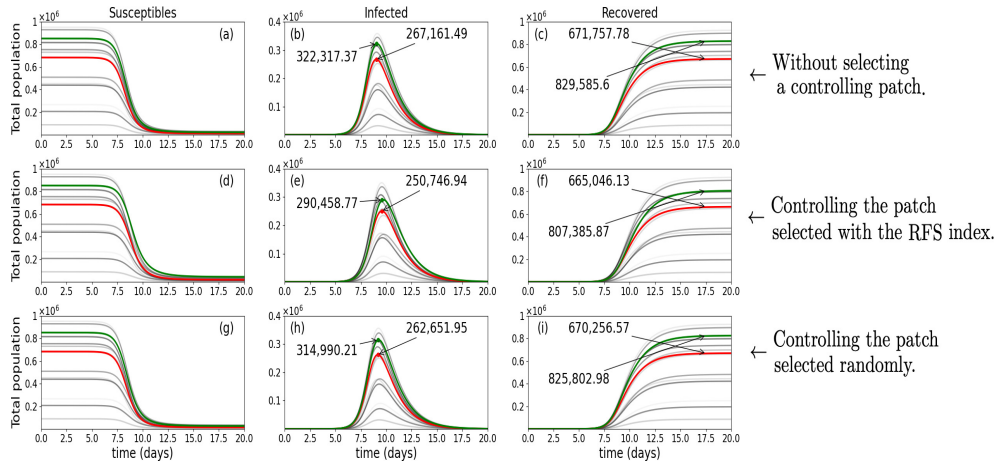 Susceptibles
Infected
Recovered
×10⁶
×10⁶
×10⁶
(a)
(b)
(c)
Total population
1
0.8
0.6
0.4
0.2
0.4
0.3
0.2
0.1
1
0.8
0.6
0.4
0.2
322,317.37
267,161.49
671,757.78
829,585.6
← Without selecting
a controlling patch.
0.0 2.5 5.0 7.5 10.0 12.5 15.0 17.5 20.0
0.0 2.5 5.0 7.5 10.0 12.5 15.0 17.5 20.0
0.0 2.5 5.0 7.5 10.0 12.5 15.0 17.5 20.0
×10⁶
×10⁶
×10⁶
(d)
(e)
(f)
Total population
1
0.8
0.6
0.4
0.2
0.4
0.3
0.2
0.1
1
0.8
0.6
0.4
0.2
290,458.77
250,746.94
665,046.13
807,385.87
← Controlling the patch
selected with the RFS index.
0.0 2.5 5.0 7.5 10.0 12.5 15.0 17.5 20.0
0.0 2.5 5.0 7.5 10.0 12.5 15.0 17.5 20.0
0.0 2.5 5.0 7.5 10.0 12.5 15.0 17.5 20.0
×10⁶
×10⁶
×10⁶
(g)
(h)
(i)
Total population
1
0.8
0.6
0.4
0.2
0.4
0.3
0.2
0.1
1
0.8
0.6
0.4
0.2
314,990.21
262,651.95
670,256.57
825,802.98
← Controlling the patch
selected randomly.
0.0 2.5 5.0 7.5 10.0 12.5 15.0 17.5 20.0
0.0 2.5 5.0 7.5 10.0 12.5 15.0 17.5 20.0
0.0 2.5 5.0 7.5 10.0 12.5 15.0 17.5 20.0
time (days)
time (days)
time (days)